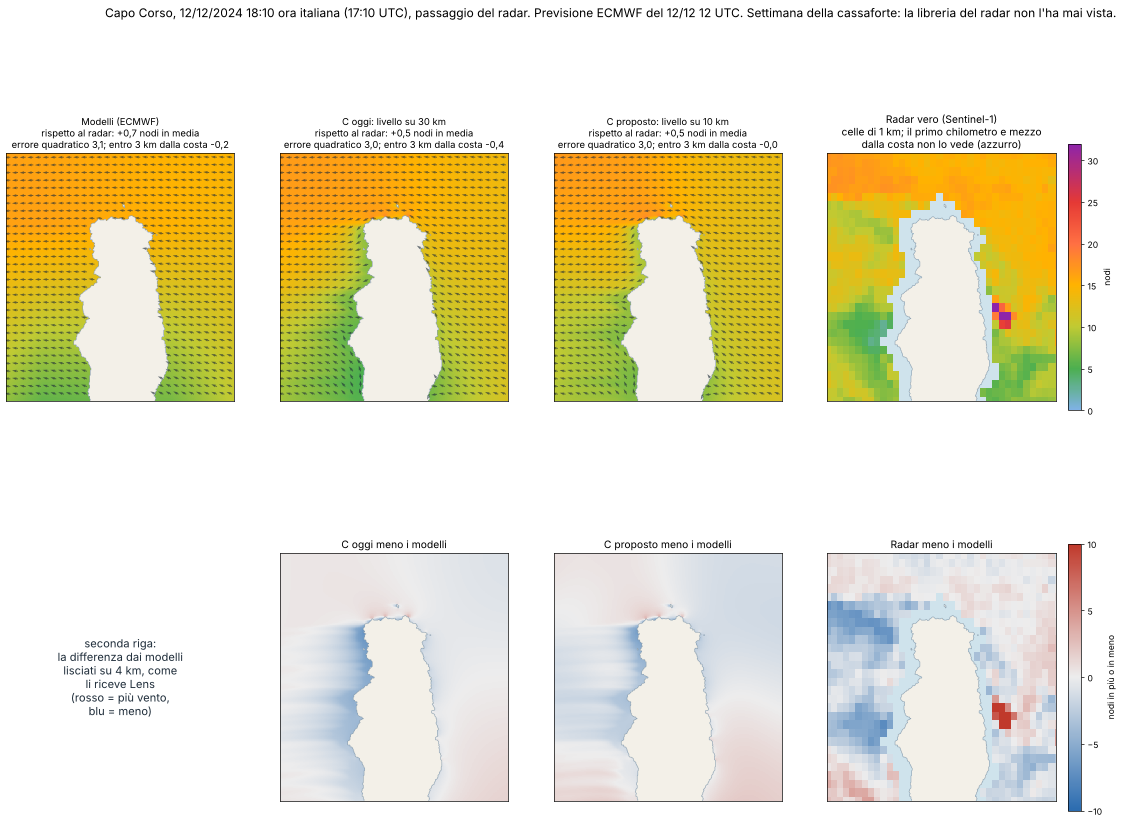 Capo Corso, 12/12/2024 18:10 ora italiana (17:10 UTC), passaggio del radar. Previsione ECMWF del 12/12 12 UTC. Settimana della cassaforte: la libreria del radar non l'ha mai vista.
Modelli (ECMWF)
rispetto al radar: +0,7 nodi in media
errore quadratico 3,1; entro 3 km dalla costa -0,2
C oggi: livello su 30 km
rispetto al radar: +0,5 nodi in media
errore quadratico 3,0; entro 3 km dalla costa -0,4
C proposto: livello su 10 km
rispetto al radar: +0,5 nodi in media
errore quadratico 3,0; entro 3 km dalla costa -0,0
Radar vero (Sentinel-1)
celle di 1 km; il primo chilometro e mezzo
dalla costa non lo vede (azzurro)
30
25
20
15
10
5
0
nodi
C oggi meno i modelli
C proposto meno i modelli
Radar meno i modelli
seconda riga:
la differenza dai modelli
lisciati su 4 km, come
li riceve Lens
(rosso = più vento,
blu = meno)
10
5
0
−5
−10
nodi in più o in meno